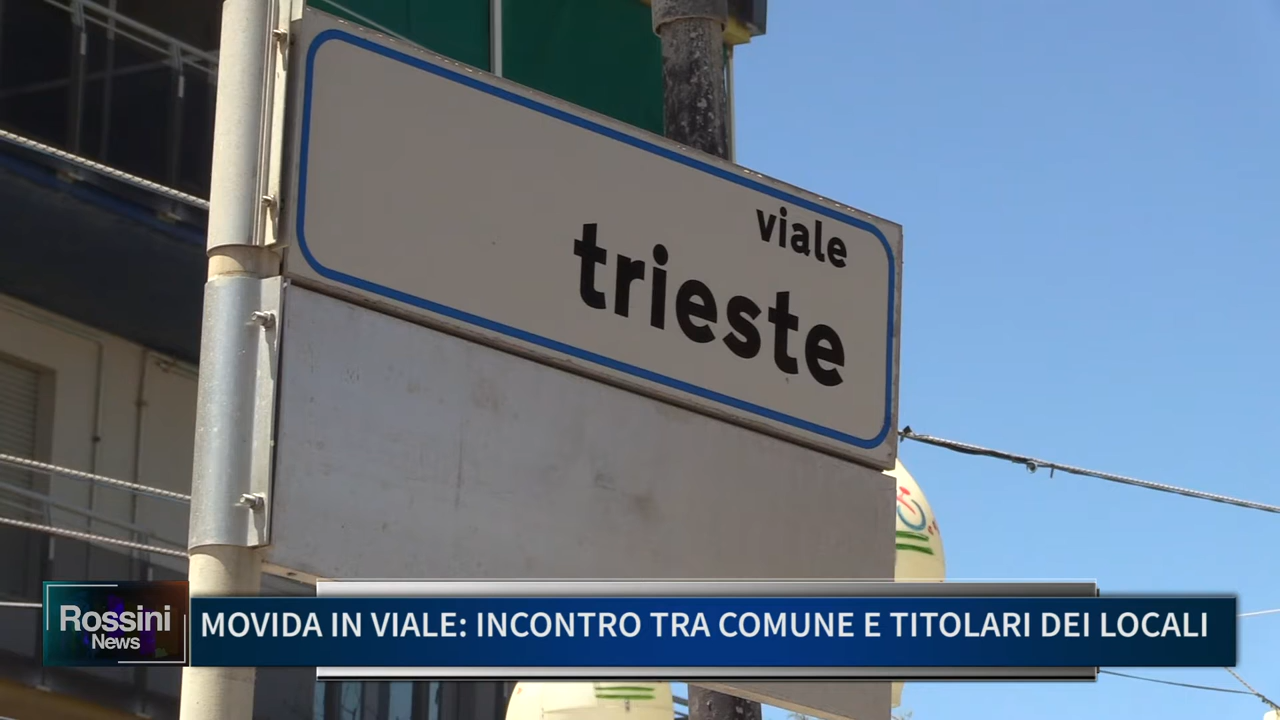 viale
trieste
Rossini
News
MOVIDA IN VIALE: INCONTRO TRA COMUNE E TITOLARI DEI LOCALI